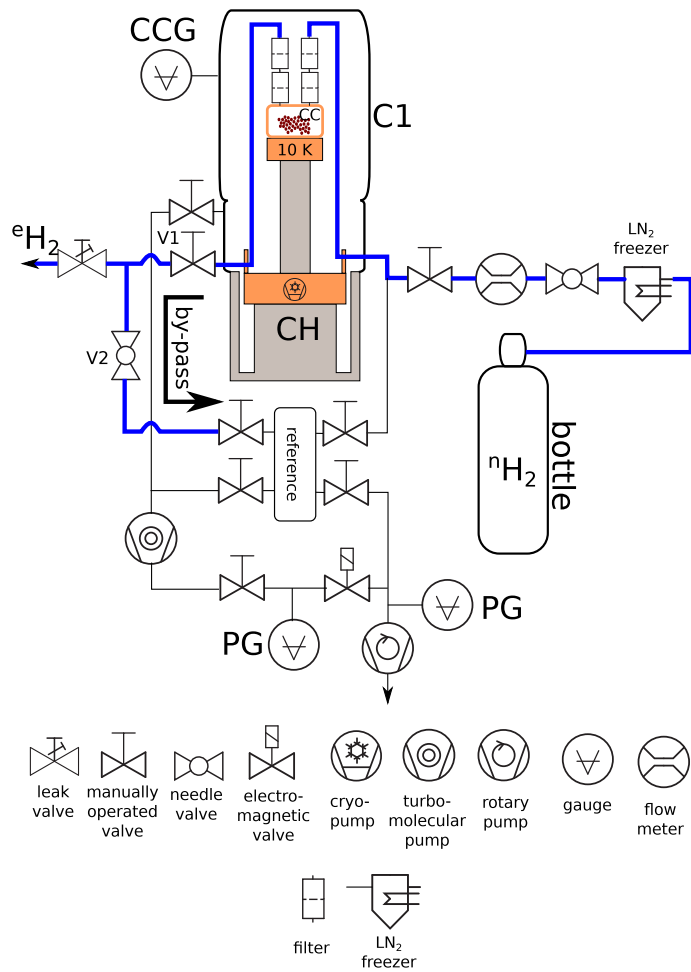 CCG
C1
CC
10 K
eH2
V1
LN2
freezer
CH
by-pass
V2
reference
nH2
bottle
PG
PG
leak
valve
manually
operated
valve
needle
valve
electro-
magnetic
valve
cryo-
pump
turbo-
molecular
pump
rotary
pump
gauge
flow
meter
filter
LN2
freezer